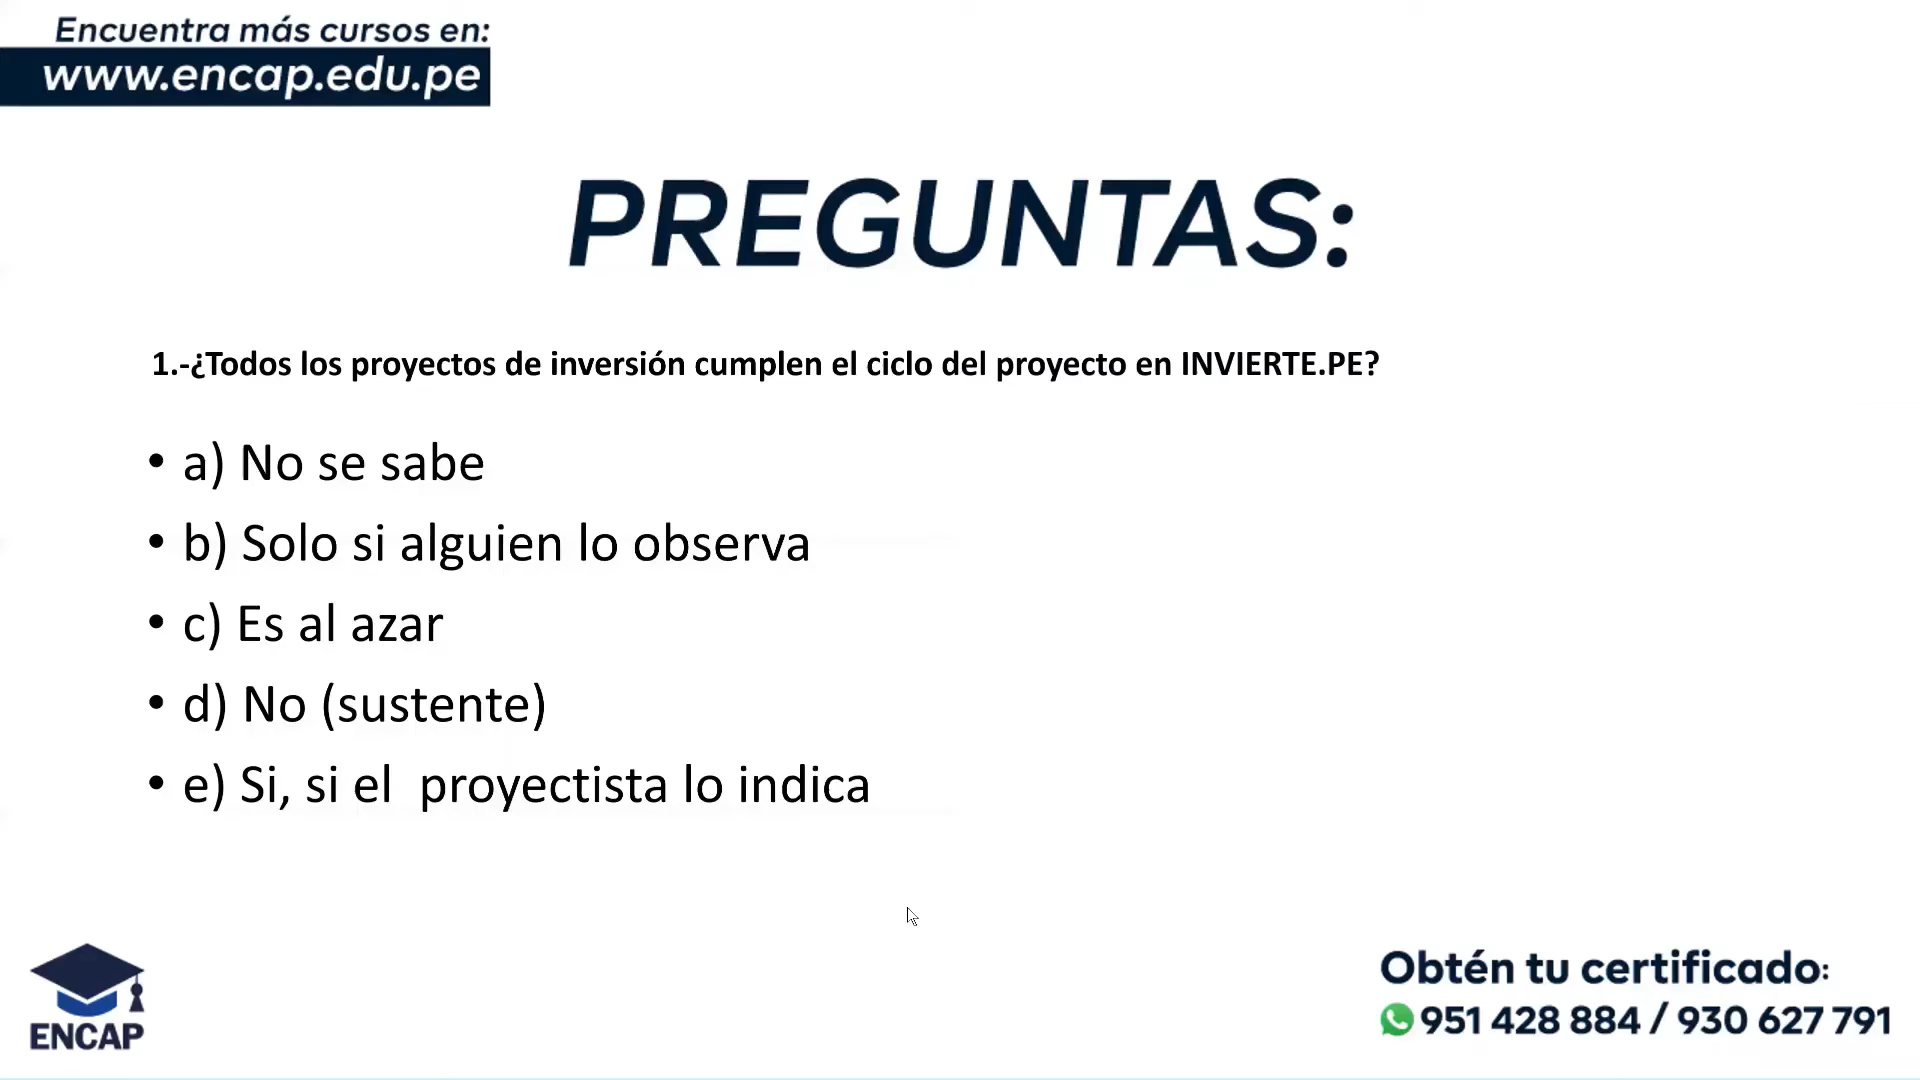 Encuentra más cursos en:
www.encap.edu.pe
PREGUNTAS:
1.-¿Todos los proyectos de inversión cumplen el ciclo del proyecto en INVIERTE.PE?
• a) No se sabe
• b) Solo si alguien lo observa
• c) Es al azar
• d) No (sustente)
• e) Si, si el  proyectista lo indica
ENCAP
Obtén tu certificado:
951 428 884 / 930 627 791